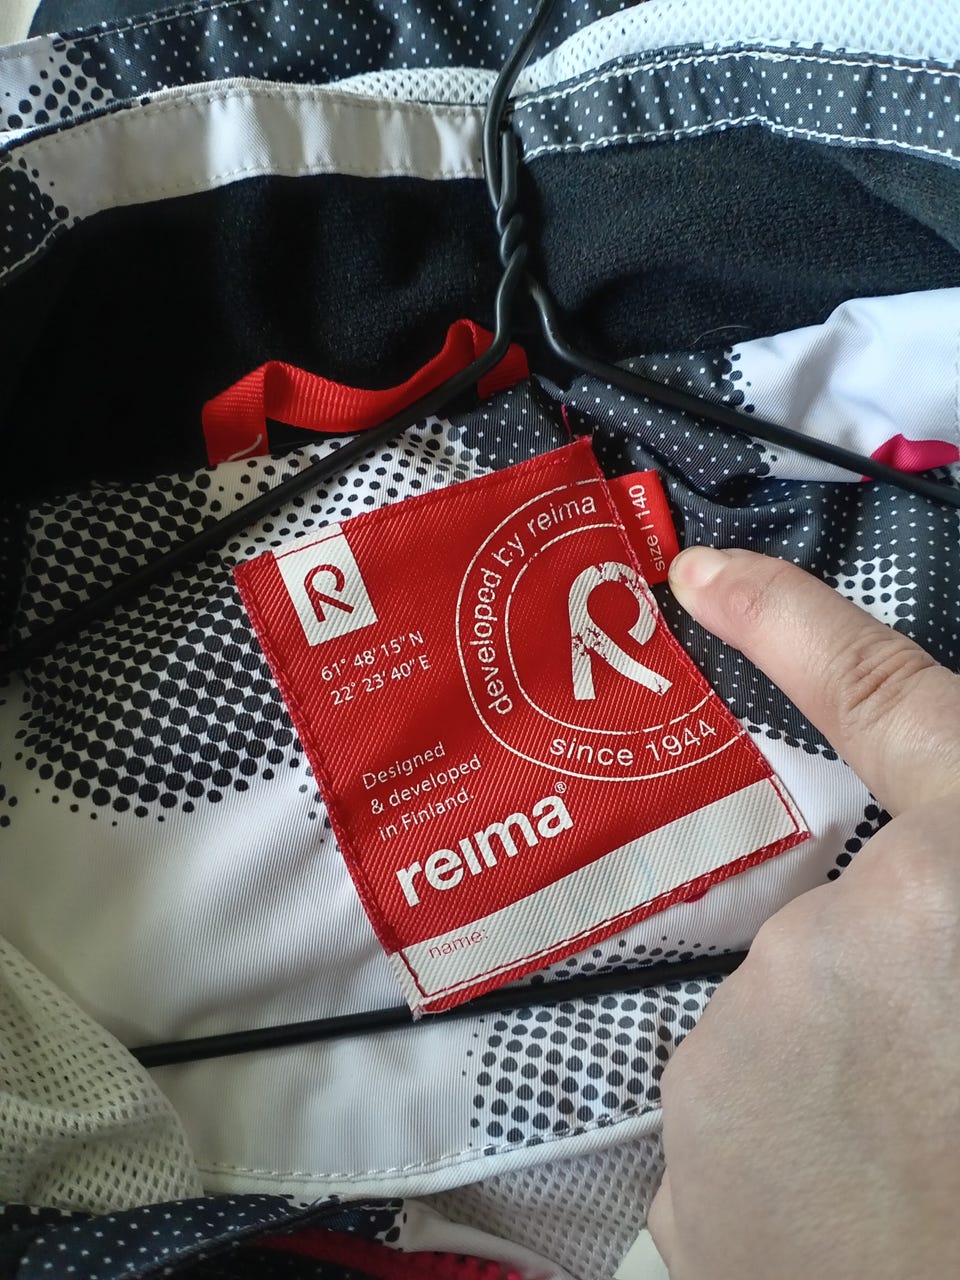 R
61° 48' 15" N
22° 23' 40" E
developed by reima
R
since 1944
size | 140
Designed
& developed
in Finland.
reima®
name: